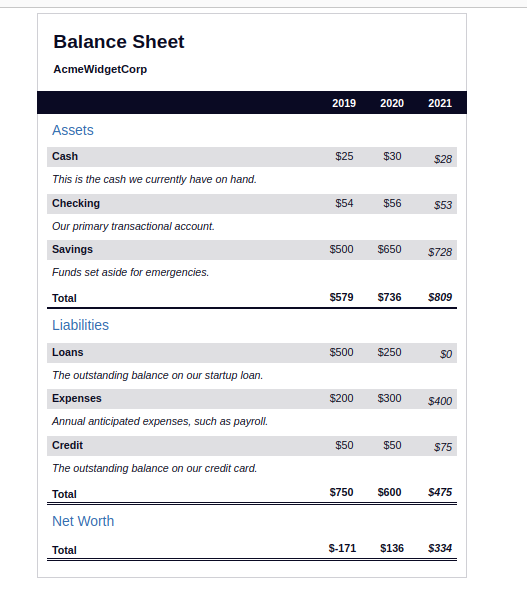 Balance Sheet
AcmeWidgetCorp
2019 2020 2021
Assets
Cash $25 $30 $28
This is the cash we currently have on hand.
Checking $54 $56 $53
Our primary transactional account.
Savings $500 $650 $728
Funds set aside for emergencies.
Total $579 $736 $809
Liabilities
Loans $500 $250 $0
The outstanding balance on our startup loan.
Expenses $200 $300 $400
Annual anticipated expenses, such as payroll.
Credit $50 $50 $75
The outstanding balance on our credit card.
Total $750 $600 $475
Net Worth
Total $-171 $136 $334